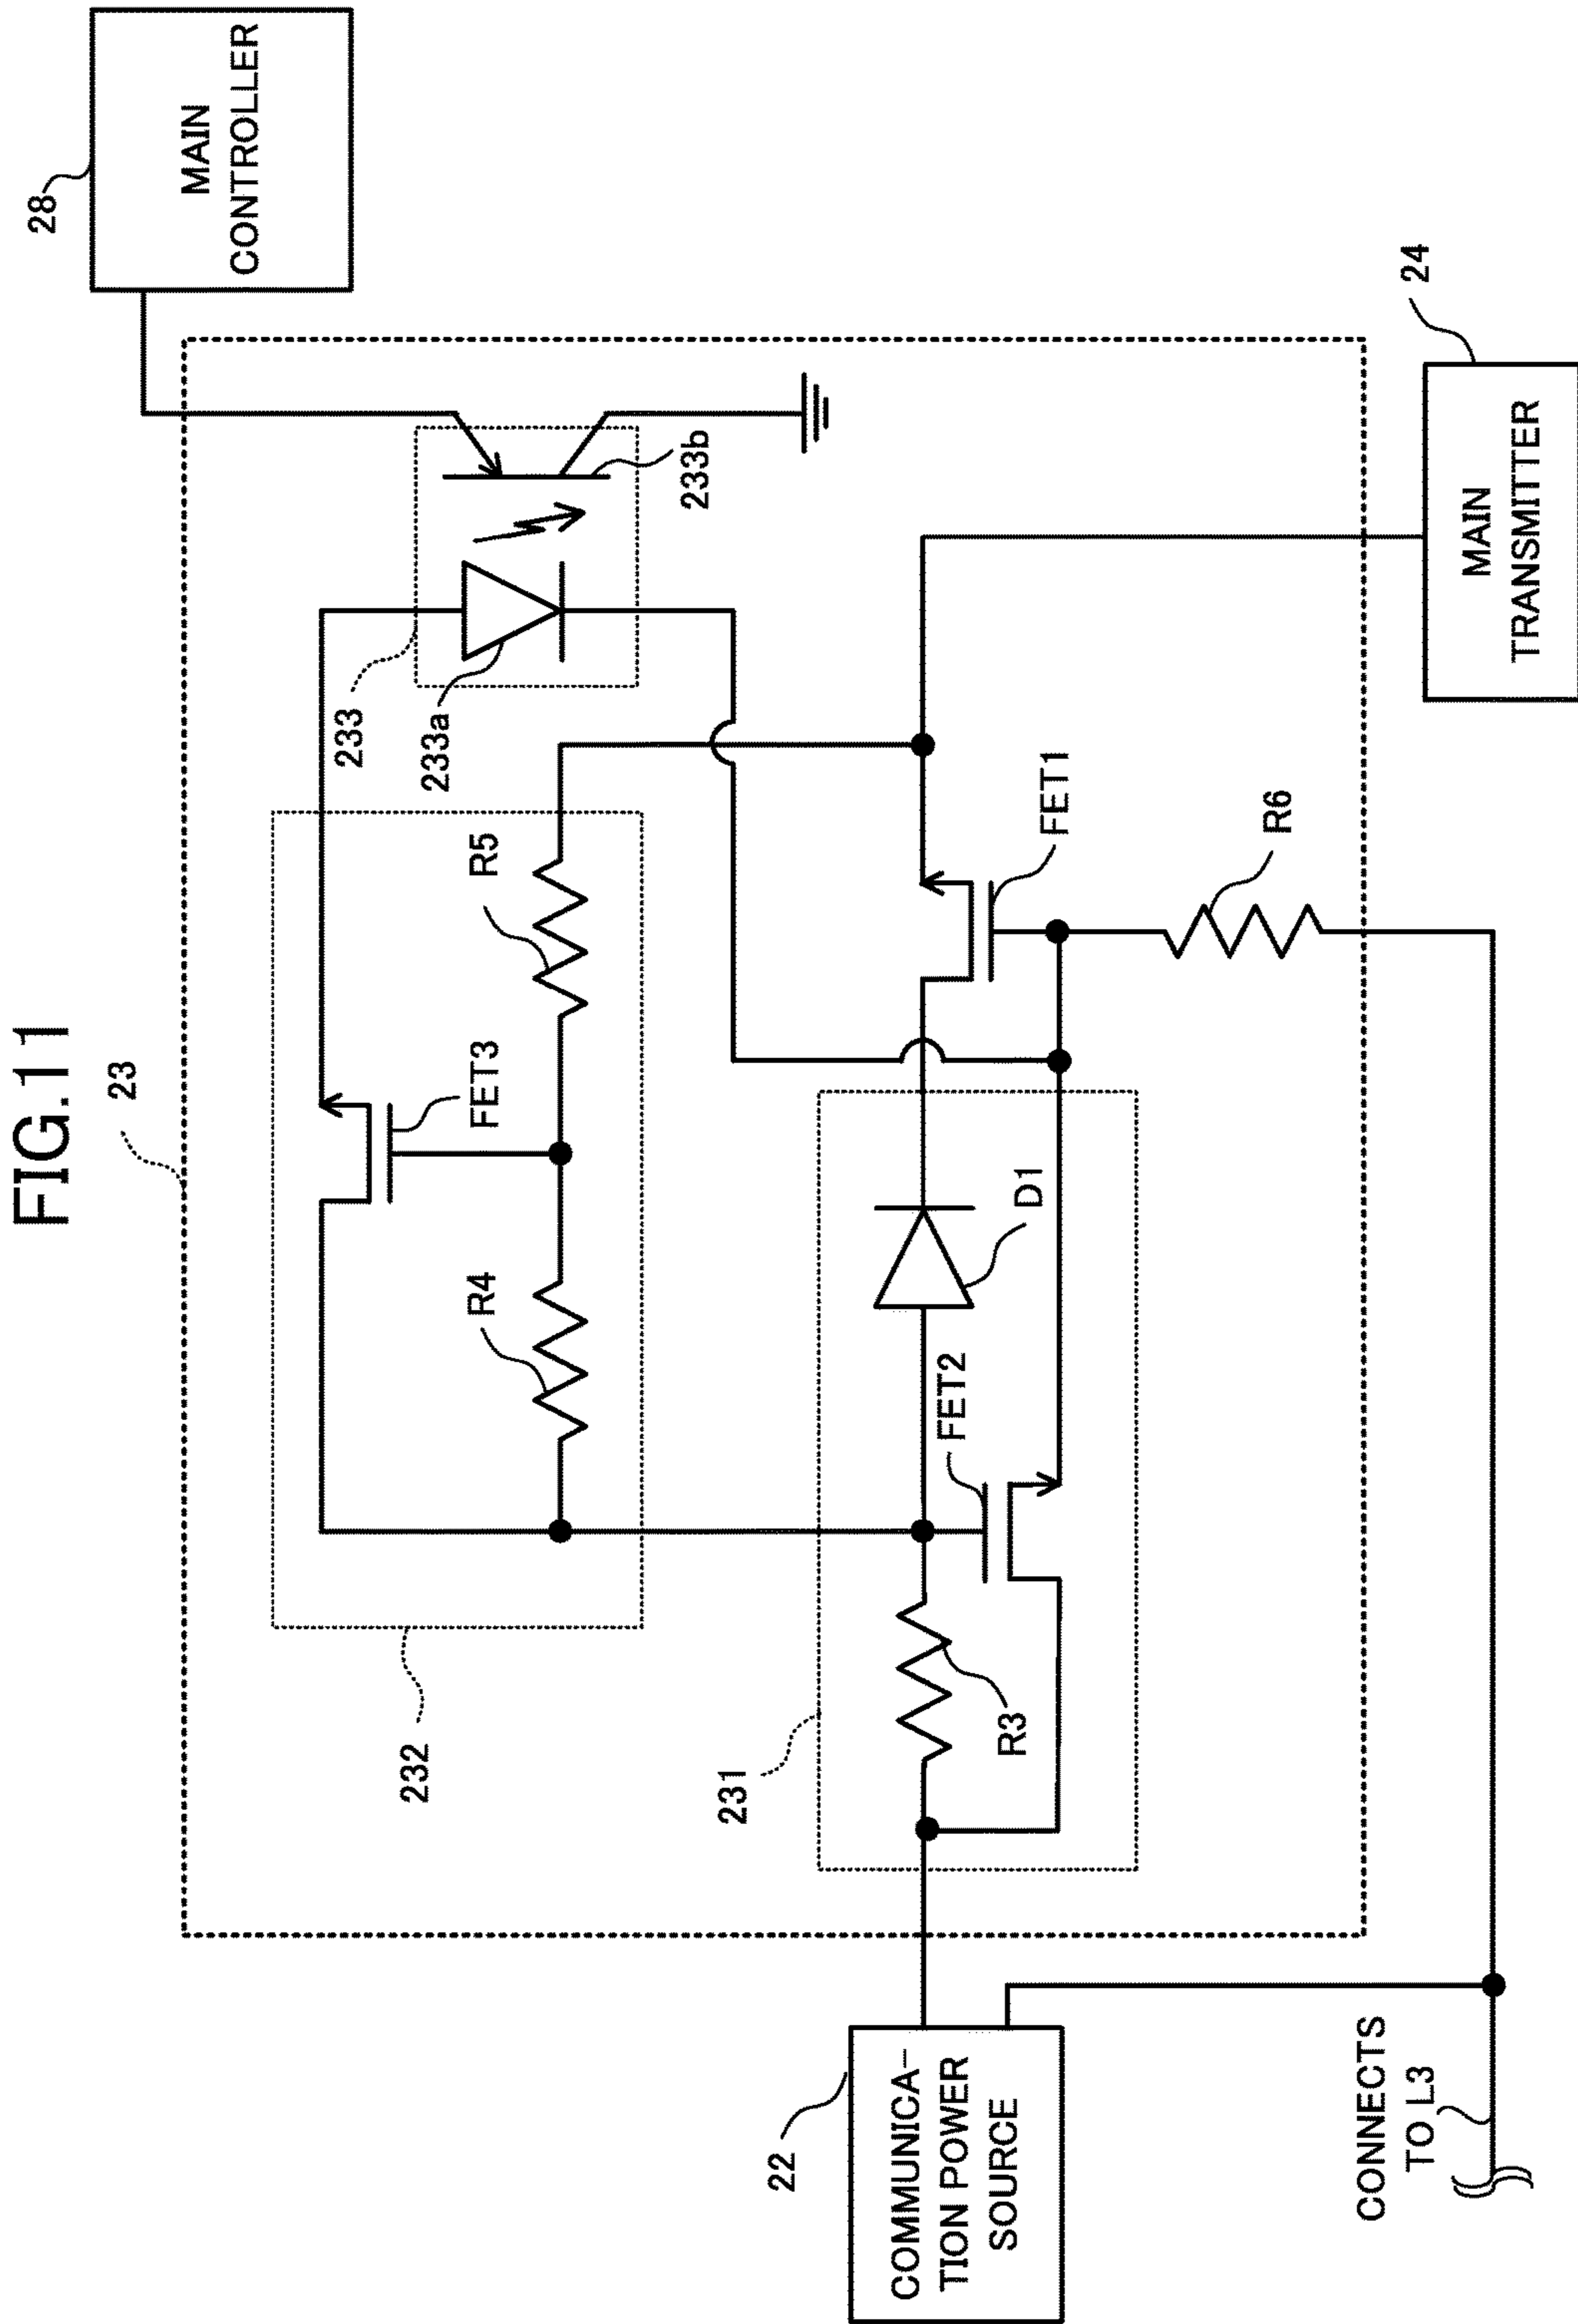 FIG.11
23
28
MAIN
CONTROLLER
233
233a
233b
232
FET3
R4
R5
231
R3
FET2
D1
FET1
R6
22
COMMUNICA-
TION POWER
SOURCE
24
MAIN
TRANSMITTER
CONNECTS
TO L3